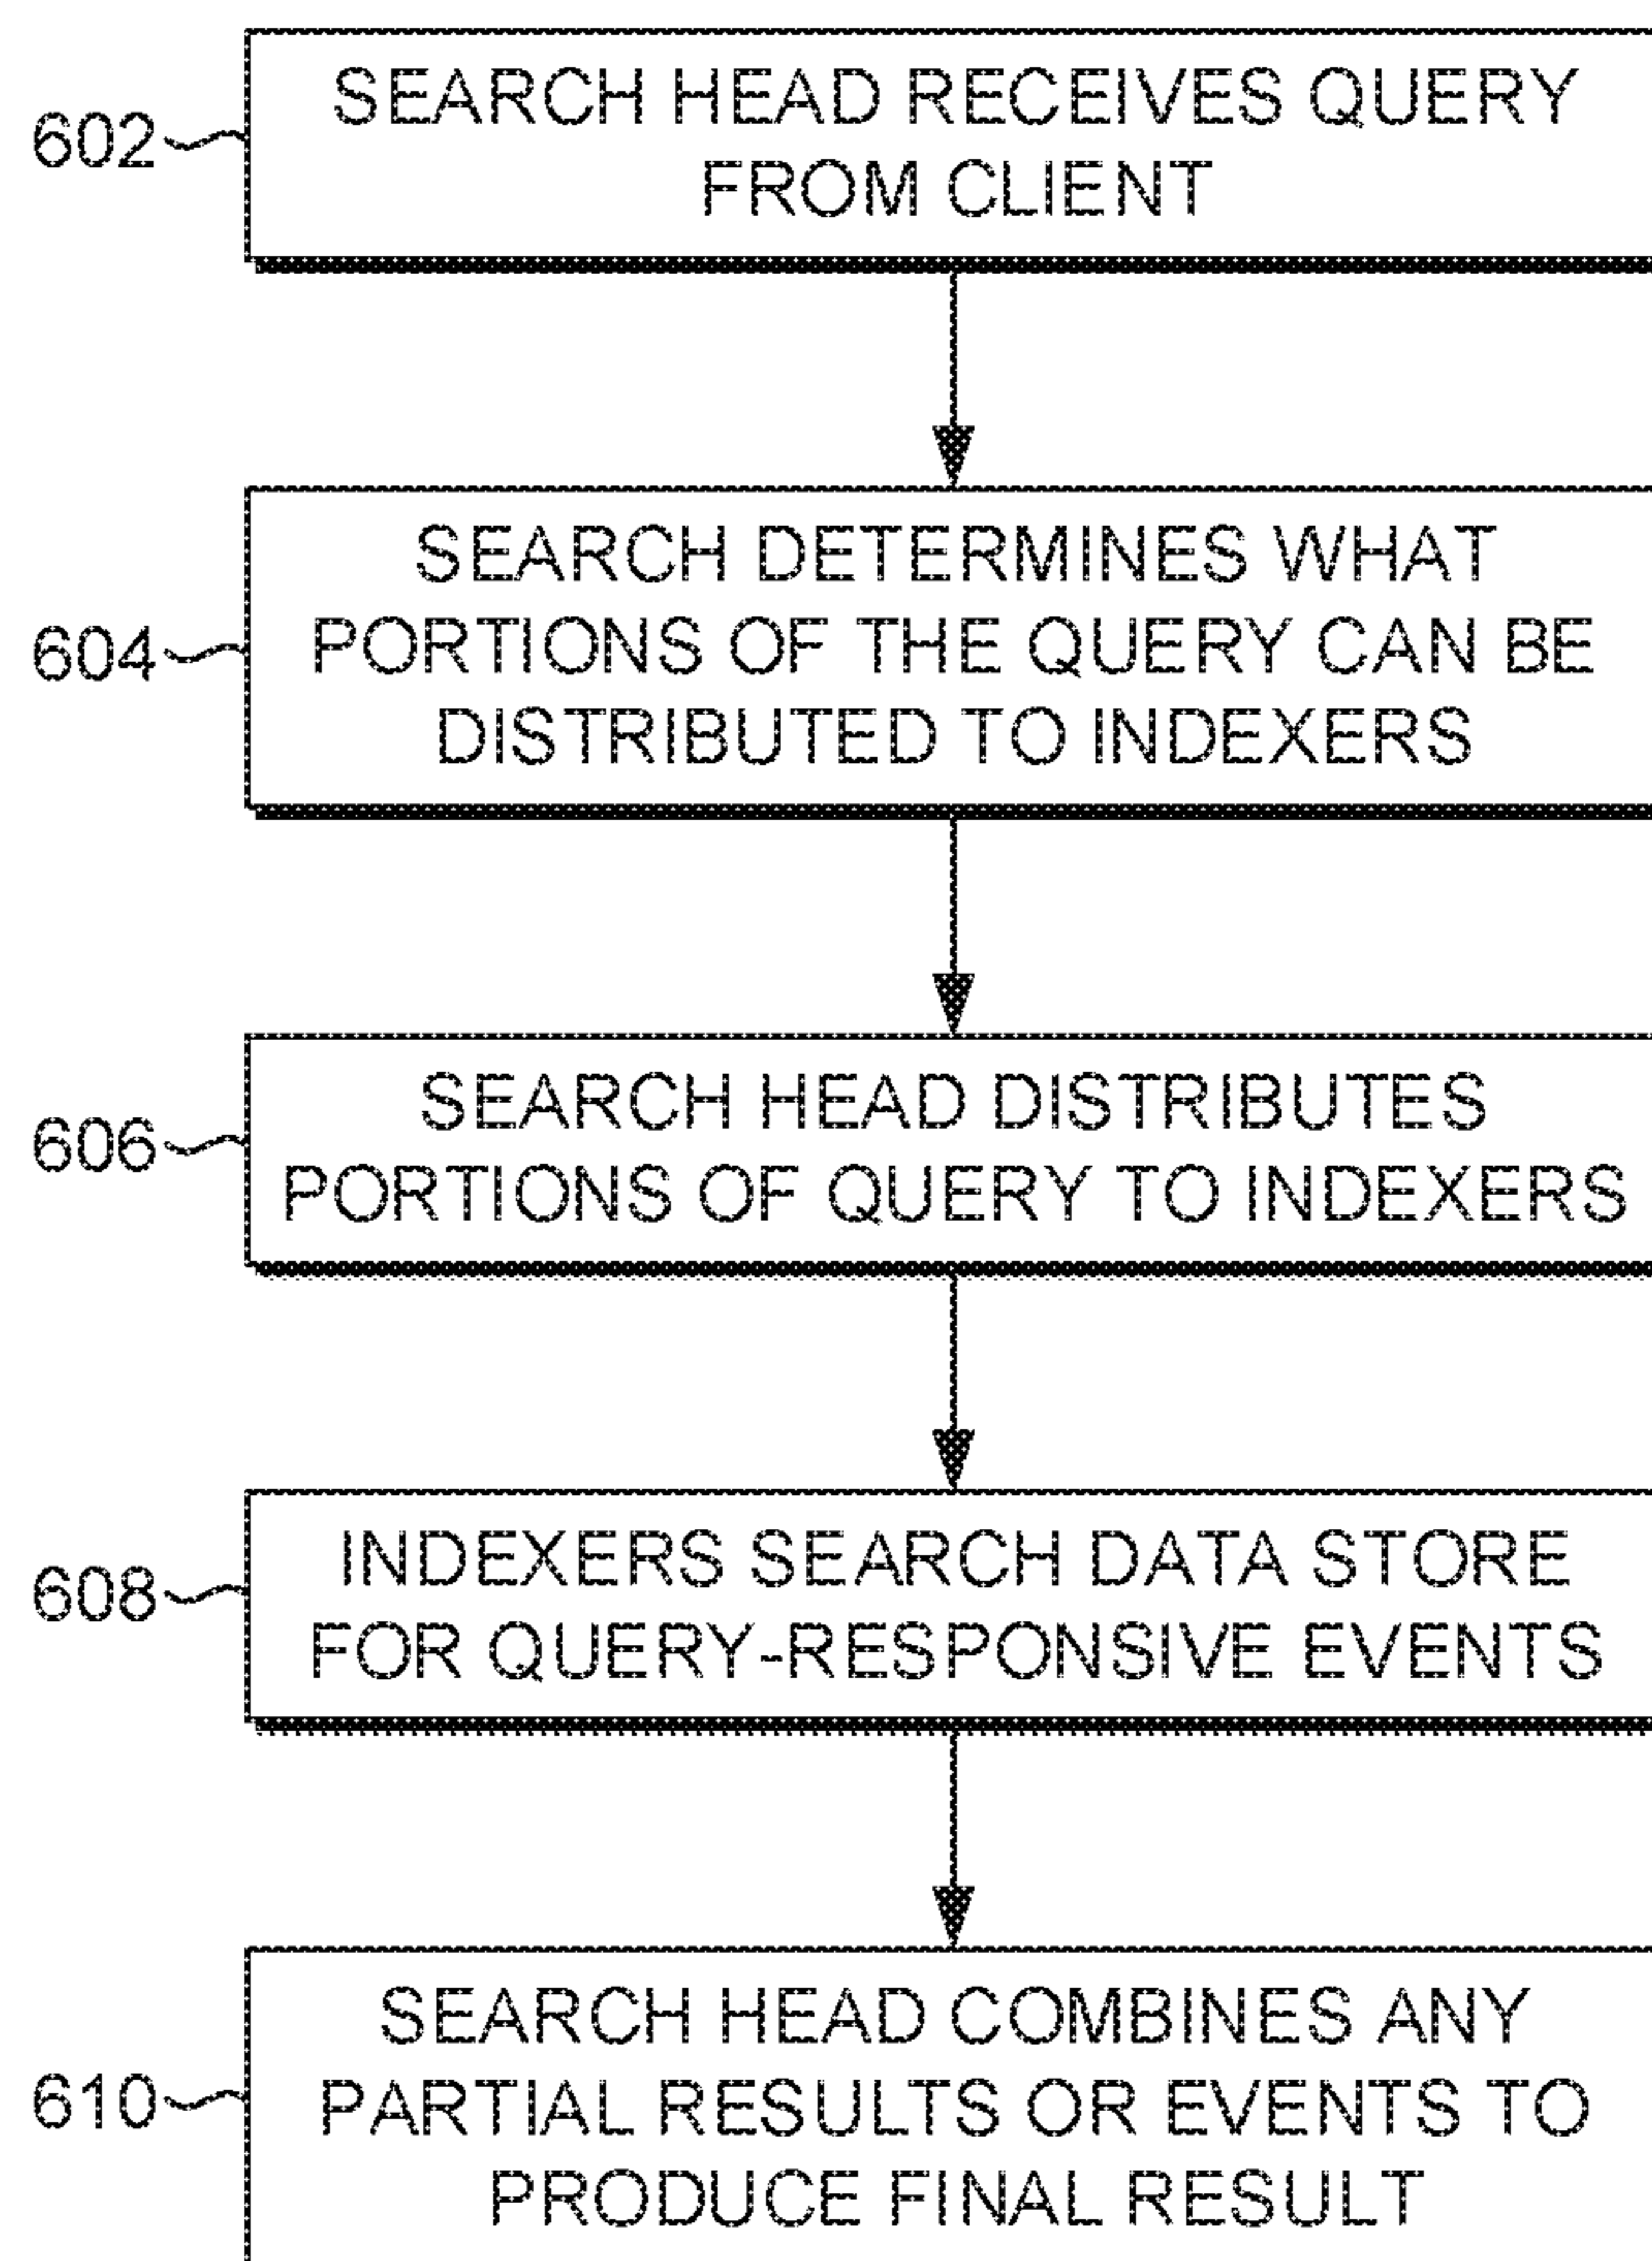 602
SEARCH HEAD RECEIVES QUERY
FROM CLIENT
604
SEARCH DETERMINES WHAT
PORTIONS OF THE QUERY CAN BE
DISTRIBUTED TO INDEXERS
606
SEARCH HEAD DISTRIBUTES
PORTIONS OF QUERY TO INDEXERS
608
INDEXERS SEARCH DATA STORE
FOR QUERY-RESPONSIVE EVENTS
610
SEARCH HEAD COMBINES ANY
PARTIAL RESULTS OR EVENTS TO
PRODUCE FINAL RESULT